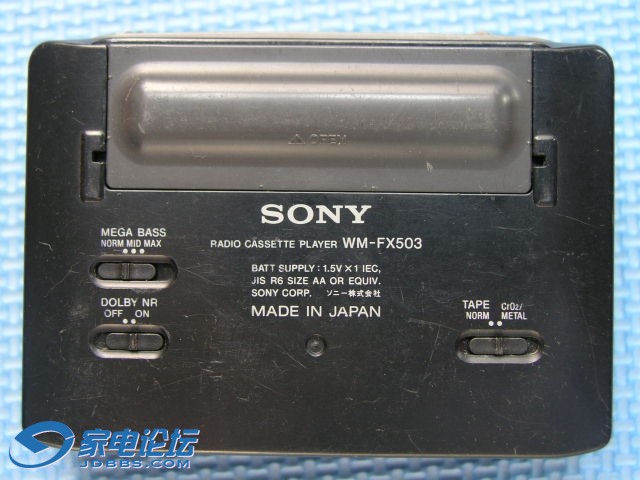 △ OPEN
SONY
RADIO CASSETTE PLAYER WM-FX503
BATT SUPPLY : 1.5V×1 IEC,
JIS R6 SIZE AA OR EQUIV.
SONY CORP. ソニー株式会社
MADE IN JAPAN
MEGA BASS
NORM MID MAX
DOLBY NR
OFF ON
TAPE CrO₂/
NORM METAL
家电论坛
JDBBS.COM